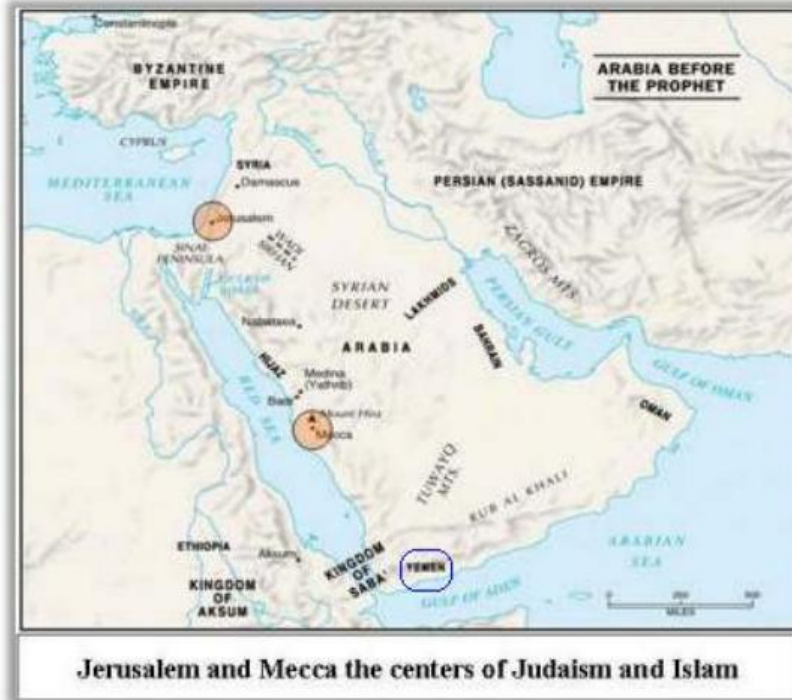 Constantinople
BYZANTINE
EMPIRE
ARABIA BEFORE
THE PROPHET
CYPRUS
SYRIA
Damascus
MEDITERRANEAN
SEA
PERSIAN (SASSANID) EMPIRE
Jerusalem
WADI
SIRHAN
SINAI
PENINSULA
ZAGROS MTS.
SYRIAN
DESERT
LAKHMIDS
PERSIAN GULF
BAHRAIN
ARABIA
HIJAZ
Medina
(Yathrib)
Badr
Mount Hira
Mecca
RED SEA
GULF OF OMAN
OMAN
TUWAYQ
MTS.
RUB AL KHALI
ARABIAN
SEA
ETHIOPIA
Aksum
KINGDOM
OF
AKSUM
KINGDOM
OF
SABA'
YEMEN
GULF OF ADEN
0
MILES
Jerusalem and Mecca the centers of Judaism and Islam